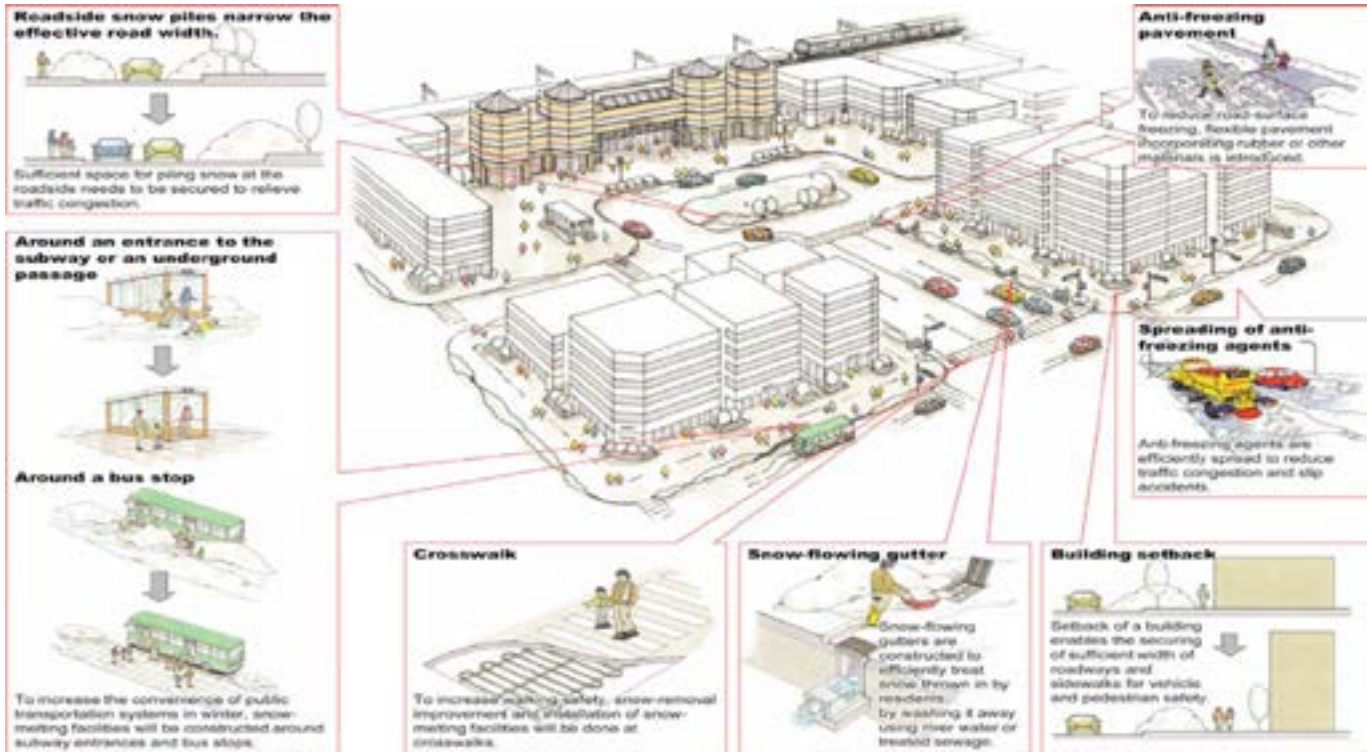 Roadside snow piles narrow the
effective road width.
Sufficient space for piling snow at the
roadside needs to be secured to relieve
traffic congestion.
Around an entrance to the
subway or an underground
passage
Around a bus stop
To increase the convenience of public
transportation systems in winter, snow-
melting facilities will be constructed around
subway entrances and bus stops.
Crosswalk
To increase walking safety, snow-removal
improvement and installation of snow-
melting facilities will be done at
crosswalks.
Snow-flowing gutter
Snow-flowing
gutters are
constructed to
efficiently treat
snow thrown in by
residents,
by washing it away
using river water or
treated sewage.
Building setback
Setback of a building
enables the securing
of sufficient width of
roadways and
sidewalks for vehicle
and pedestrian safety.
Anti-freezing
pavement
To reduce road-surface
freezing, flexible pavement
incorporating rubber or other
materials is introduced.
Spreading of anti-
freezing agents
Anti-freezing agents are
efficiently spread to reduce
traffic congestion and slip
accidents.